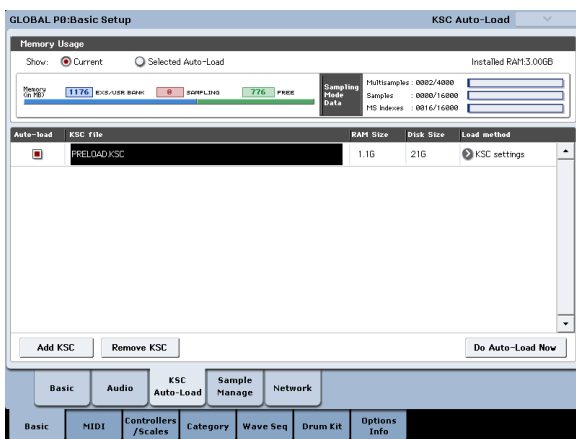 GLOBAL P0:Basic Setup KSC Auto-Load
Memory Usage
Show: Current Selected Auto-Load Installed RAM:3.00GB
Memory (in MB) 1176 EXS/USR BANK 0 SAMPLING 776 FREE
Sampling Mode Data
Multisamples : 0002/4000
Samples : 0000/16000
MS Indexes : 0016/16000
Auto-load KSC file RAM Size Disk Size Load method
PRELOAD.KSC 1.1G 21G KSC settings
Add KSC Remove KSC Do Auto-Load Now
Basic Audio KSC Auto-Load Sample Manage Network
Basic MIDI Controllers /Scales Category Wave Seq Drum Kit Options Info